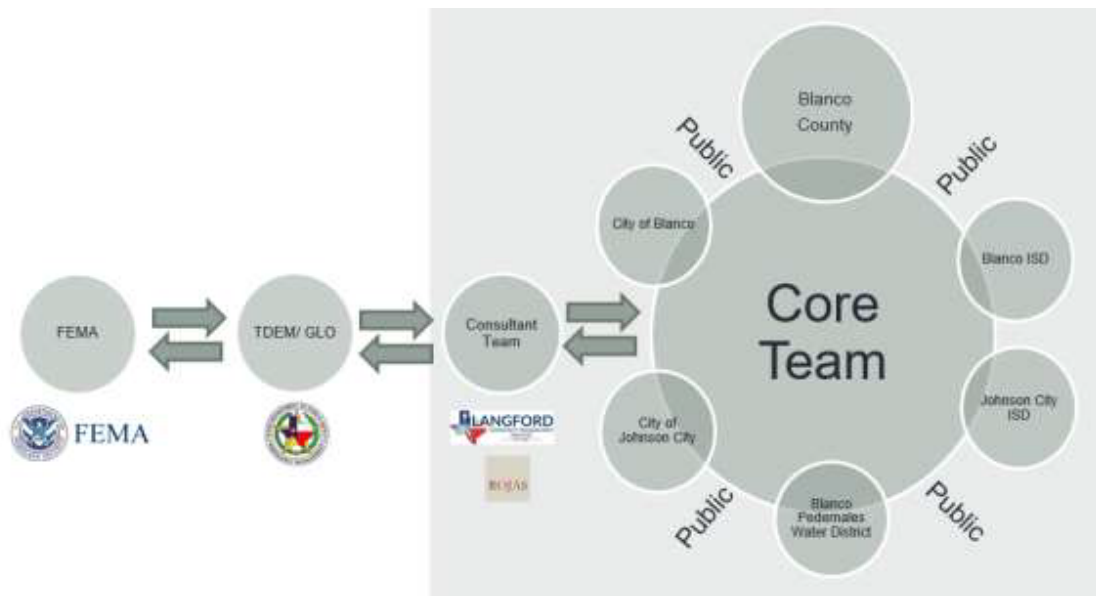 Blanco
County
Public
Public
City of Blanco
Blanco ISD
Core
Team
FEMA
TDEM/ GLO
Consultant
Team
Johnson City
ISD
City of
Johnson City
FEMA
LANGFORD
ROJAS
Blanco
Pedernales
Water District
Public
Public